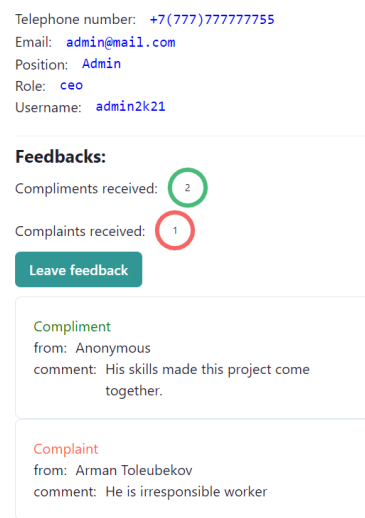 Telephone number: +7(777)777777755
Email: admin@mail.com
Position: Admin
Role: ceo
Username: admin2k21
Feedbacks:
Compliments received: 2
Complaints received: 1
Leave feedback
Compliment
from: Anonymous
comment: His skills made this project come
together.
Complaint
from: Arman Toleubekov
comment: He is irresponsible worker